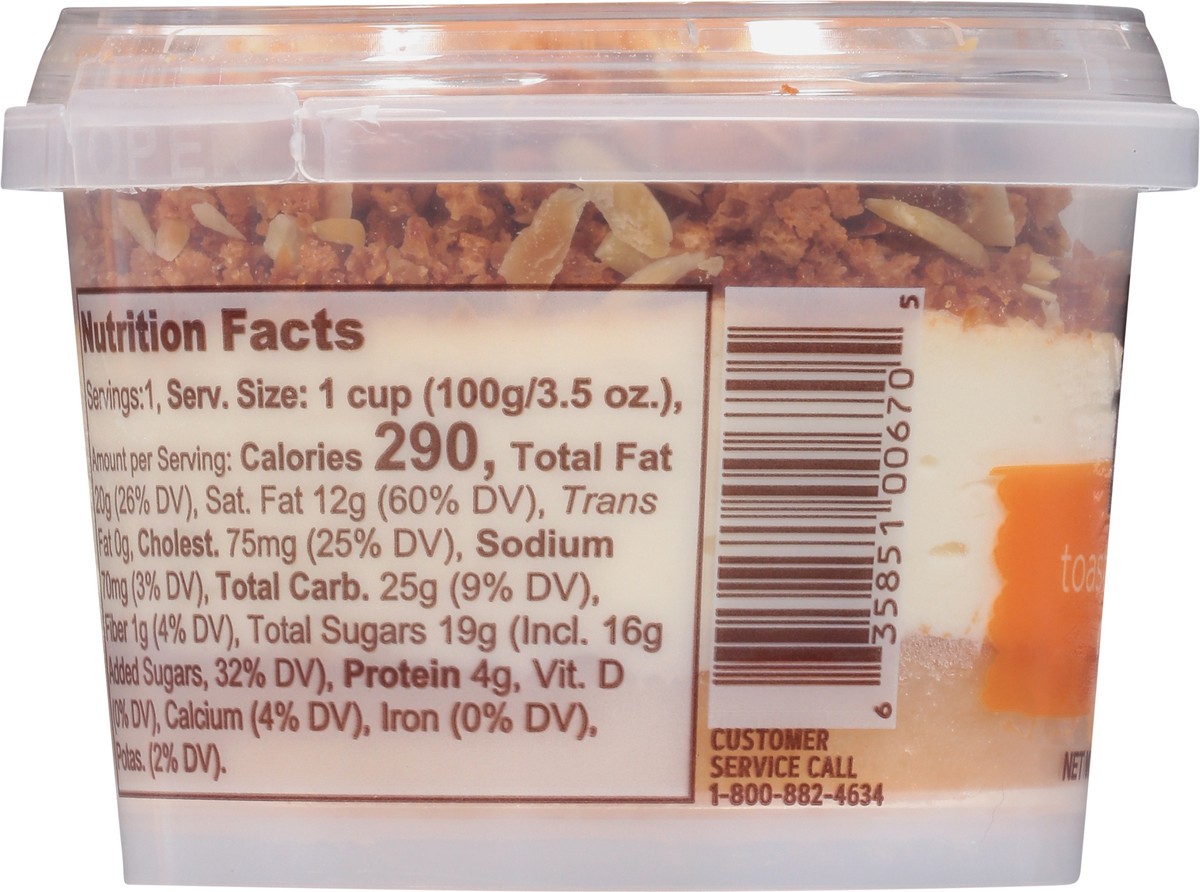 OPEN
Nutrition Facts
Servings:1, Serv. Size: 1 cup (100g/3.5 oz.),
Amount per Serving: Calories 290, Total Fat
20g (26% DV), Sat. Fat 12g (60% DV), Trans
Fat 0g, Cholest. 75mg (25% DV), Sodium
70mg (3% DV), Total Carb. 25g (9% DV),
Fiber 1g (4% DV), Total Sugars 19g (Incl. 16g
Added Sugars, 32% DV), Protein 4g, Vit. D
(0% DV), Calcium (4% DV), Iron (0% DV),
Potas. (2% DV).
6 35851 00670 5
CUSTOMER
SERVICE CALL
1-800-882-4634
toas
NET